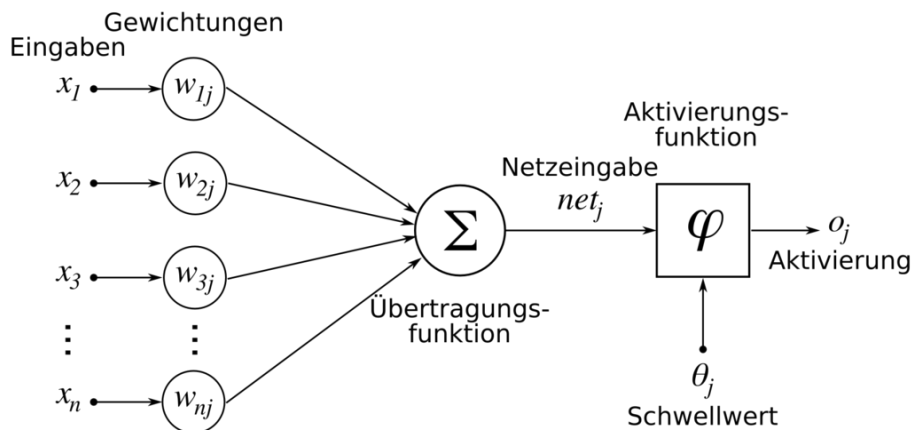 Gewichtungen
Eingaben
x₁
w₁ⱼ
x₂
w₂ⱼ
x₃
w₃ⱼ
xₙ
wₙⱼ
Σ
Übertragungs-
funktion
Netzeingabe
netⱼ
Aktivierungs-
funktion
φ
oⱼ
Aktivierung
θⱼ
Schwellwert